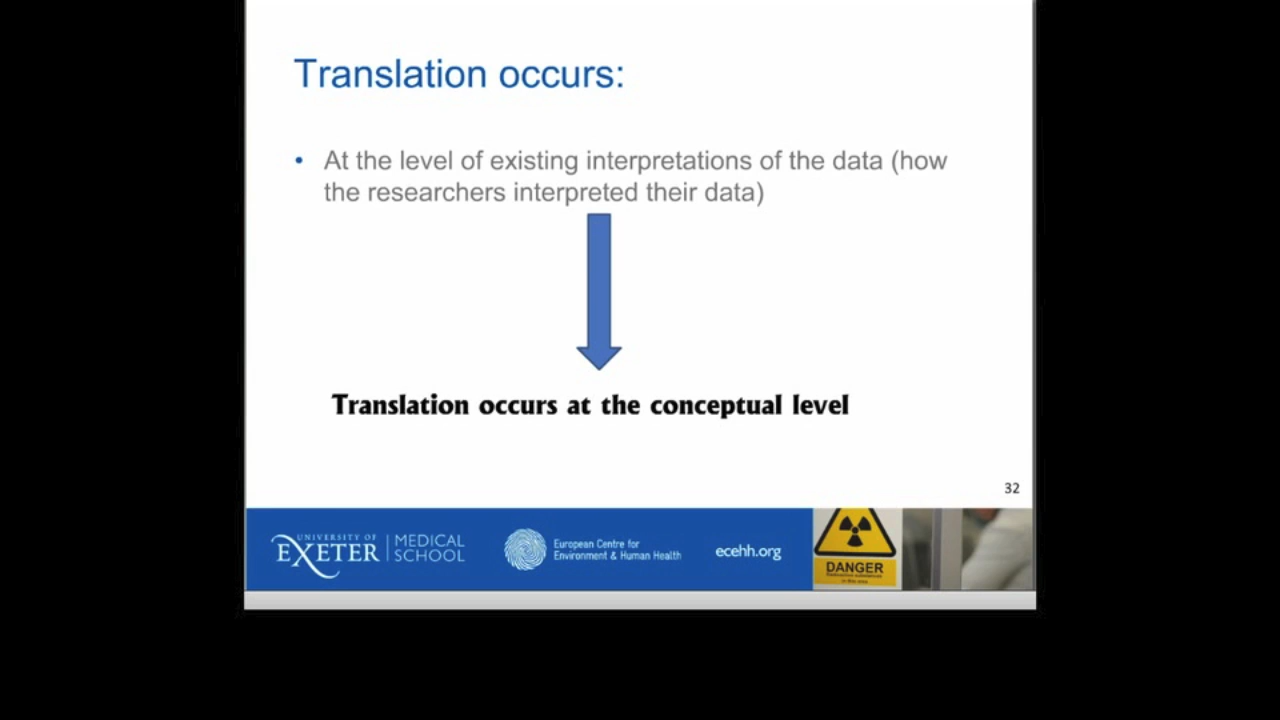 Translation occurs:
• At the level of existing interpretations of the data (how
the researchers interpreted their data)
Translation occurs at the conceptual level
32
UNIVERSITY OF
EXETER
MEDICAL
SCHOOL
European Centre for
Environment & Human Health
ecehh.org
DANGER